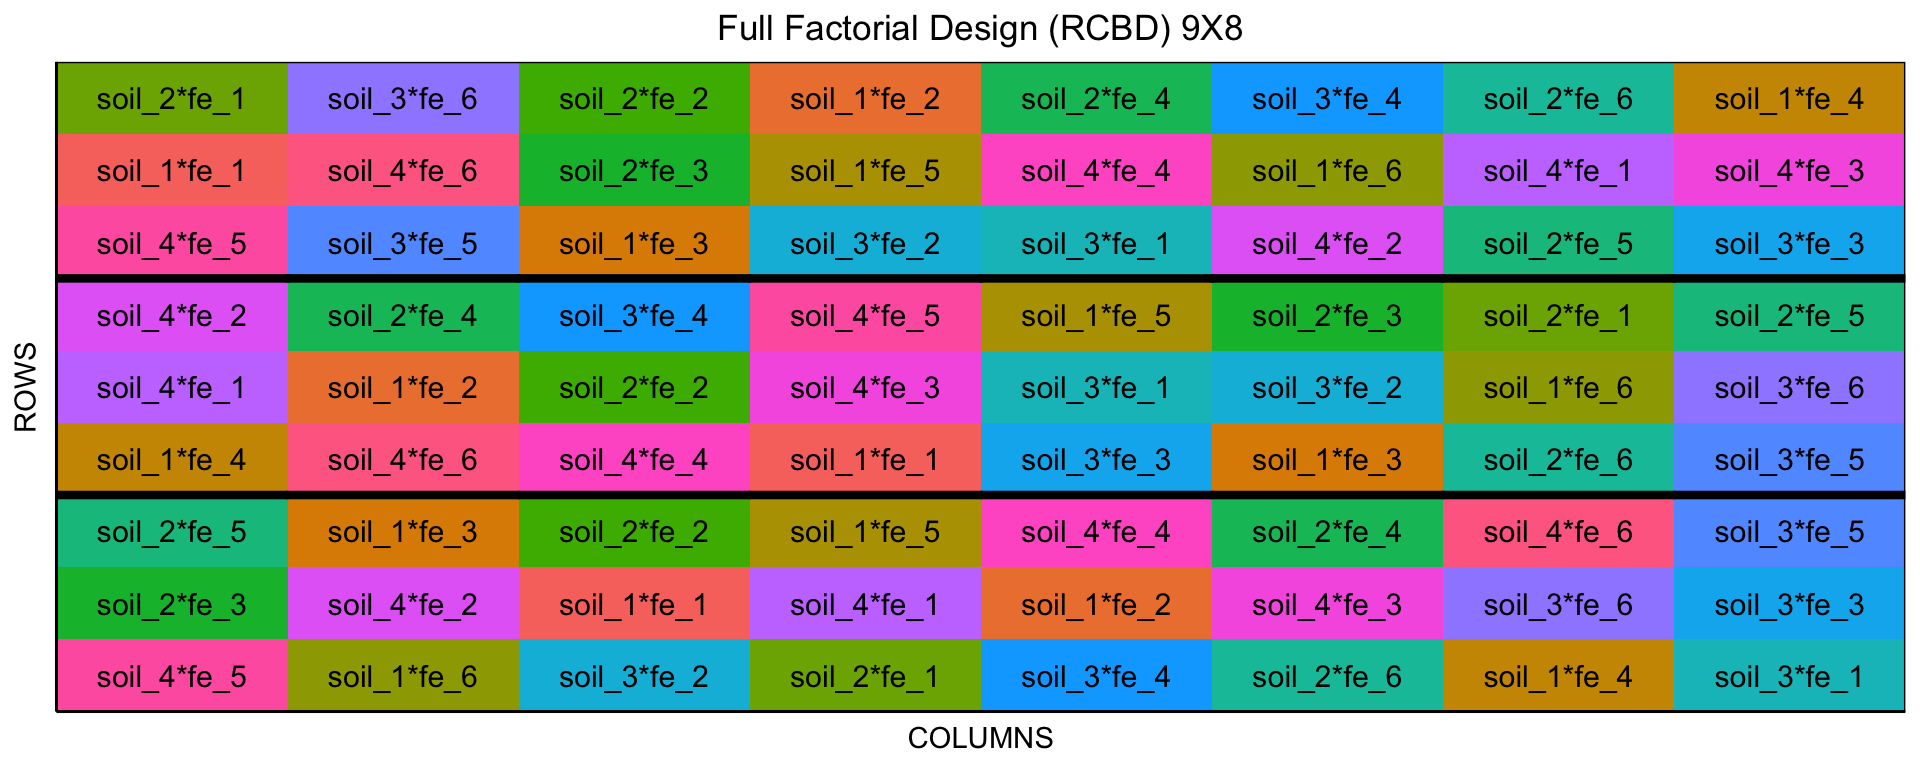 Full Factorial Design (RCBD) 9X8
soil_2*fe_1 soil_3*fe_6 soil_2*fe_2 soil_1*fe_2 soil_2*fe_4 soil_3*fe_4 soil_2*fe_6 soil_1*fe_4
soil_1*fe_1 soil_4*fe_6 soil_2*fe_3 soil_1*fe_5 soil_4*fe_4 soil_1*fe_6 soil_4*fe_1 soil_4*fe_3
soil_4*fe_5 soil_3*fe_5 soil_1*fe_3 soil_3*fe_2 soil_3*fe_1 soil_4*fe_2 soil_2*fe_5 soil_3*fe_3
soil_4*fe_2 soil_2*fe_4 soil_3*fe_4 soil_4*fe_5 soil_1*fe_5 soil_2*fe_3 soil_2*fe_1 soil_2*fe_5
ROWS
soil_4*fe_1 soil_1*fe_2 soil_2*fe_2 soil_4*fe_3 soil_3*fe_1 soil_3*fe_2 soil_1*fe_6 soil_3*fe_6
soil_1*fe_4 soil_4*fe_6 soil_4*fe_4 soil_1*fe_1 soil_3*fe_3 soil_1*fe_3 soil_2*fe_6 soil_3*fe_5
soil_2*fe_5 soil_1*fe_3 soil_2*fe_2 soil_1*fe_5 soil_4*fe_4 soil_2*fe_4 soil_4*fe_6 soil_3*fe_5
soil_2*fe_3 soil_4*fe_2 soil_1*fe_1 soil_4*fe_1 soil_1*fe_2 soil_4*fe_3 soil_3*fe_6 soil_3*fe_3
soil_4*fe_5 soil_1*fe_6 soil_3*fe_2 soil_2*fe_1 soil_3*fe_4 soil_2*fe_6 soil_1*fe_4 soil_3*fe_1
COLUMNS